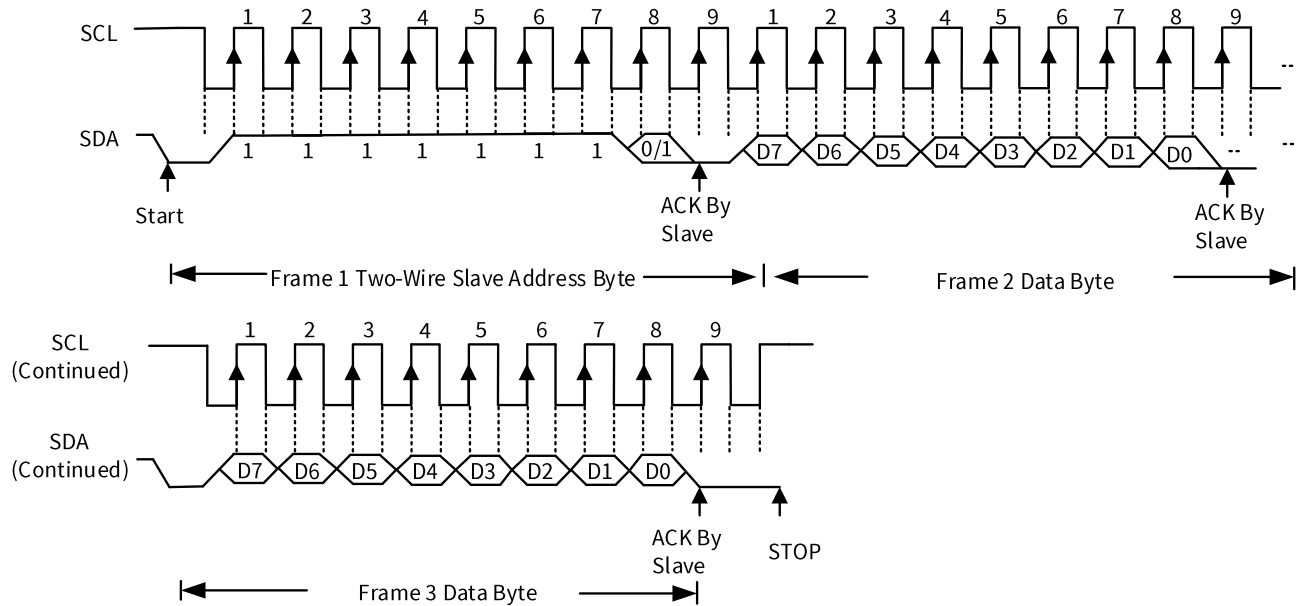 1 2 3 4 5 6 7 8 9 1 2 3 4 5 6 7 8 9
SCL
--
SDA
1 1 1 1 1 1 1 0/1 D7 D6 D5 D4 D3 D2 D1 D0 -- --
Start
ACK By
Slave
ACK By
Slave
Frame 1 Two-Wire Slave Address Byte
Frame 2 Data Byte
1 2 3 4 5 6 7 8 9
SCL
(Continued)
SDA
(Continued)
D7 D6 D5 D4 D3 D2 D1 D0
ACK By
Slave
STOP
Frame 3 Data Byte